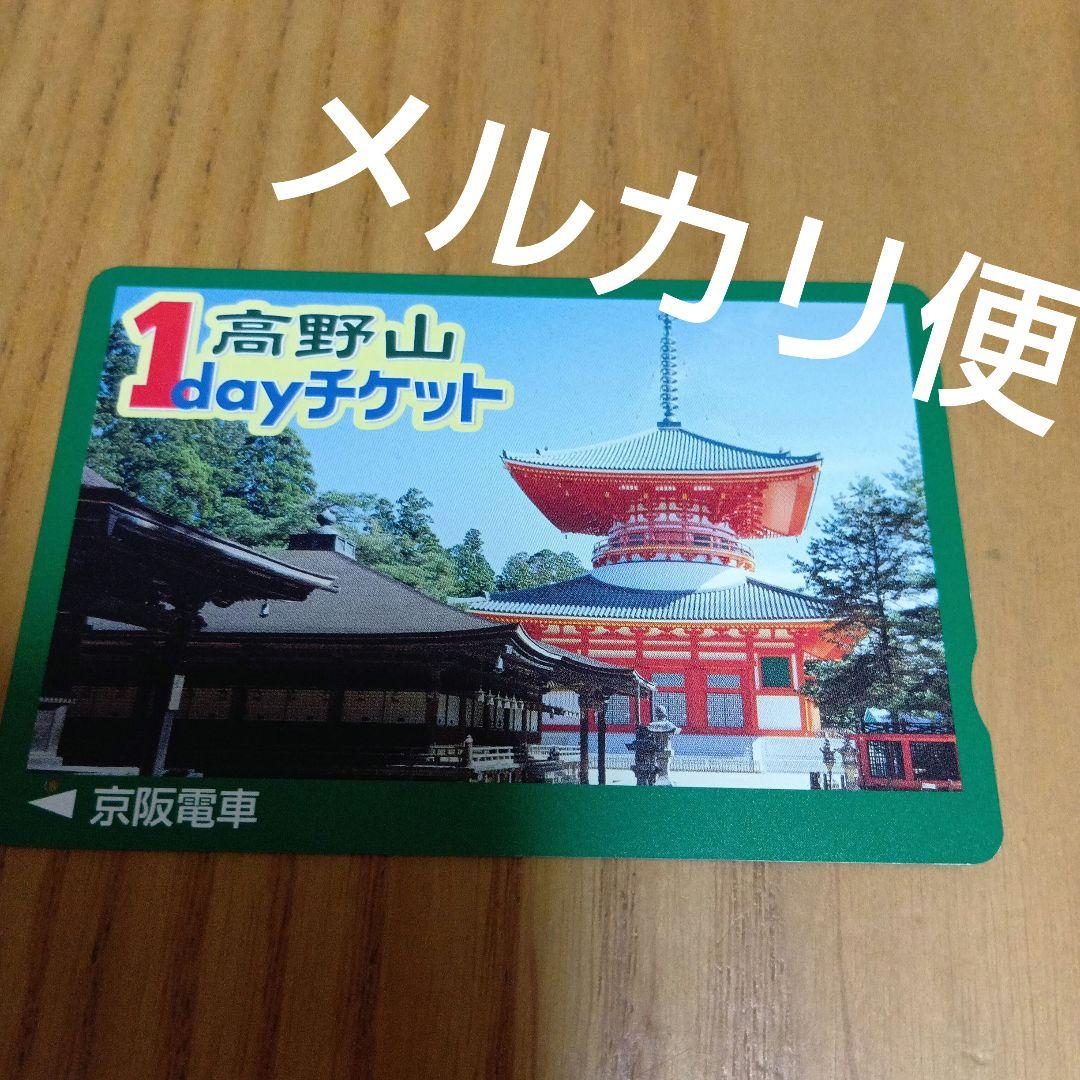 メルカリ便
高野山
1dayチケット
京阪電車